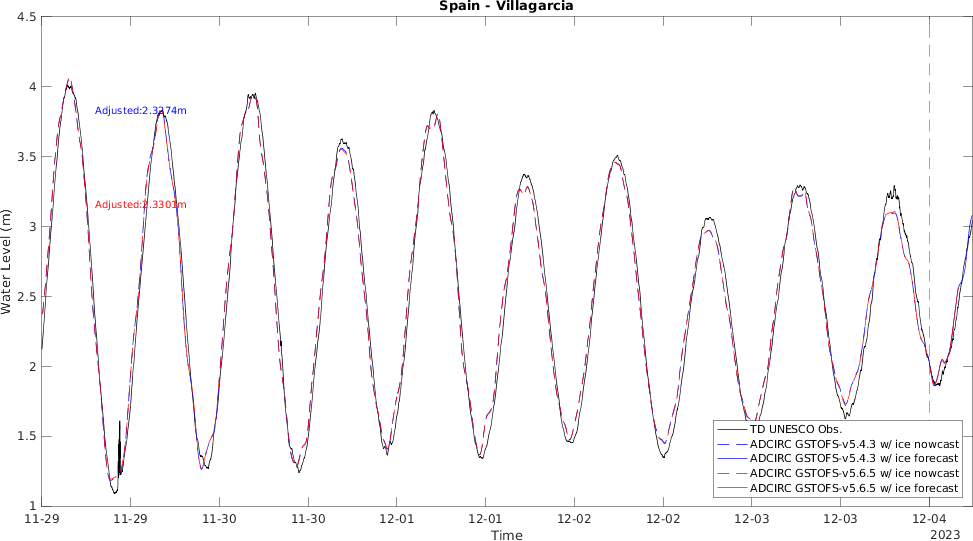 Spain - Villagarcia
4.5
4
3.5
3
2.5
2
1.5
1
Water Level (m)
Adjusted:2.3274m
Adjusted:2.3301m
TD UNESCO Obs.
ADCIRC GSTOFS-v5.4.3 w/ ice nowcast
ADCIRC GSTOFS-v5.4.3 w/ ice forecast
ADCIRC GSTOFS-v5.6.5 w/ ice nowcast
ADCIRC GSTOFS-v5.6.5 w/ ice forecast
11-29 11-29 11-30 11-30 12-01 12-01 12-02 12-02 12-03 12-03 12-04
2023
Time